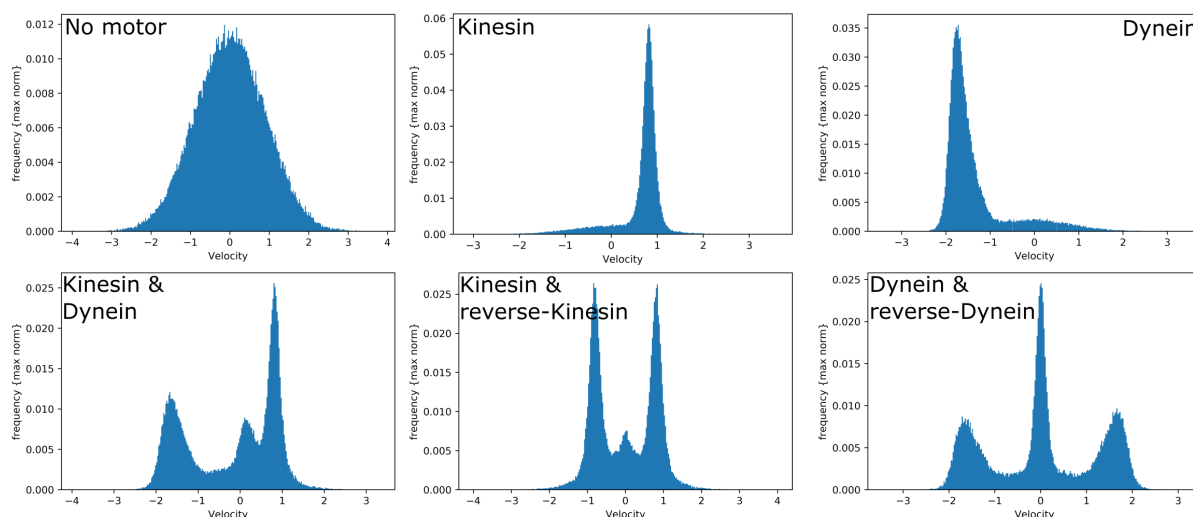 No motor
frequency {max norm}
0.012
0.010
0.008
0.006
0.004
0.002
0.000
−4 −3 −2 −1 0 1 2 3 4
Velocity
Kinesin
frequency {max norm}
0.06
0.05
0.04
0.03
0.02
0.01
0.00
−3 −2 −1 0 1 2 3
Velocity
Dynein
frequency {max norm}
0.035
0.030
0.025
0.020
0.015
0.010
0.005
0.000
−3 −2 −1 0 1 2 3
Velocity
Kinesin &
Dynein
frequency {max norm}
0.025
0.020
0.015
0.010
0.005
0.000
−4 −3 −2 −1 0 1 2 3
Velocity
Kinesin &
reverse-Kinesin
frequency {max norm}
0.025
0.020
0.015
0.010
0.005
0.000
−4 −3 −2 −1 0 1 2 3 4
Velocity
Dynein &
reverse-Dynein
frequency {max norm}
0.025
0.020
0.015
0.010
0.005
0.000
−3 −2 −1 0 1 2 3
Velocity